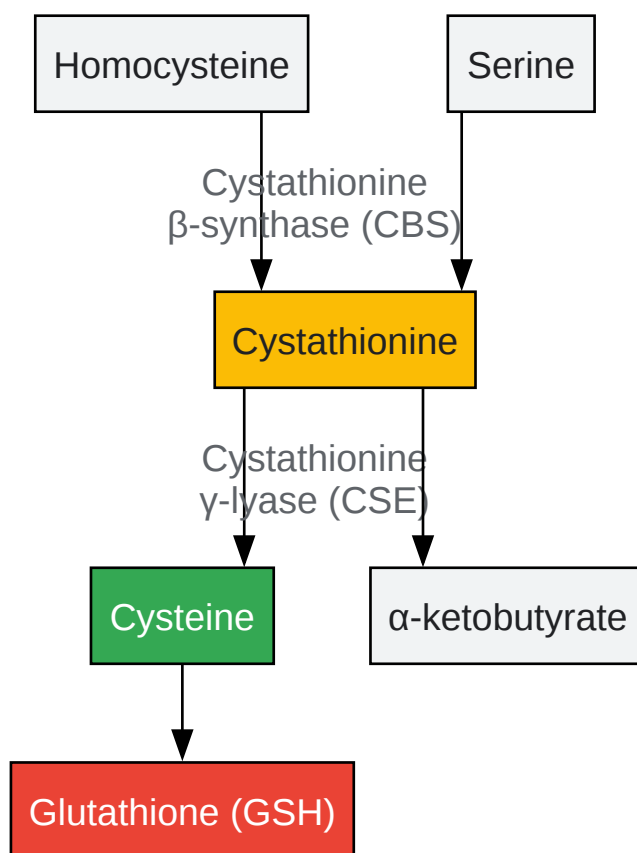 Homocysteine
Serine
Cystathionine
β-synthase (CBS)
Cystathionine
Cystathionine
γ-lyase (CSE)
Cysteine
α-ketobutyrate
Glutathione (GSH)